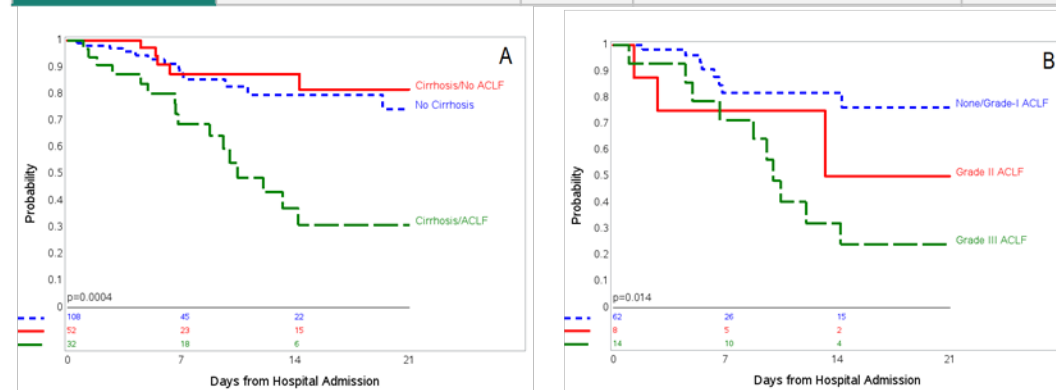 A
1
0.9
0.8
0.7
0.6
0.5
0.4
0.3
0.2
0.1
0
Probability
Cirrhosis/No ACLF
No Cirrhosis
Cirrhosis/ACLF
p=0.0004
108 45 22
52 23 15
32 18 6
0 7 14 21
Days from Hospital Admission
B
1
0.9
0.8
0.7
0.6
0.5
0.4
0.3
0.2
0.1
0
Probability
None/Grade-I ACLF
Grade II ACLF
Grade III ACLF
p=0.014
62 26 15
8 5 2
14 10 4
0 7 14 21
Days from Hospital Admission